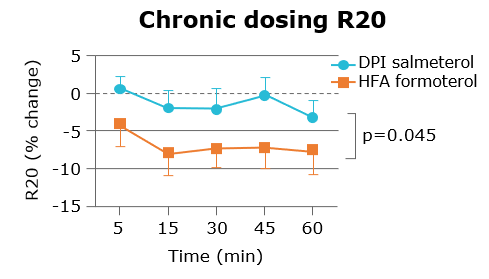 Chronic dosing R20
R20 (% change)
5
0
-5
-10
-15
5 15 30 45 60
Time (min)
DPI salmeterol
HFA formoterol
p=0.045